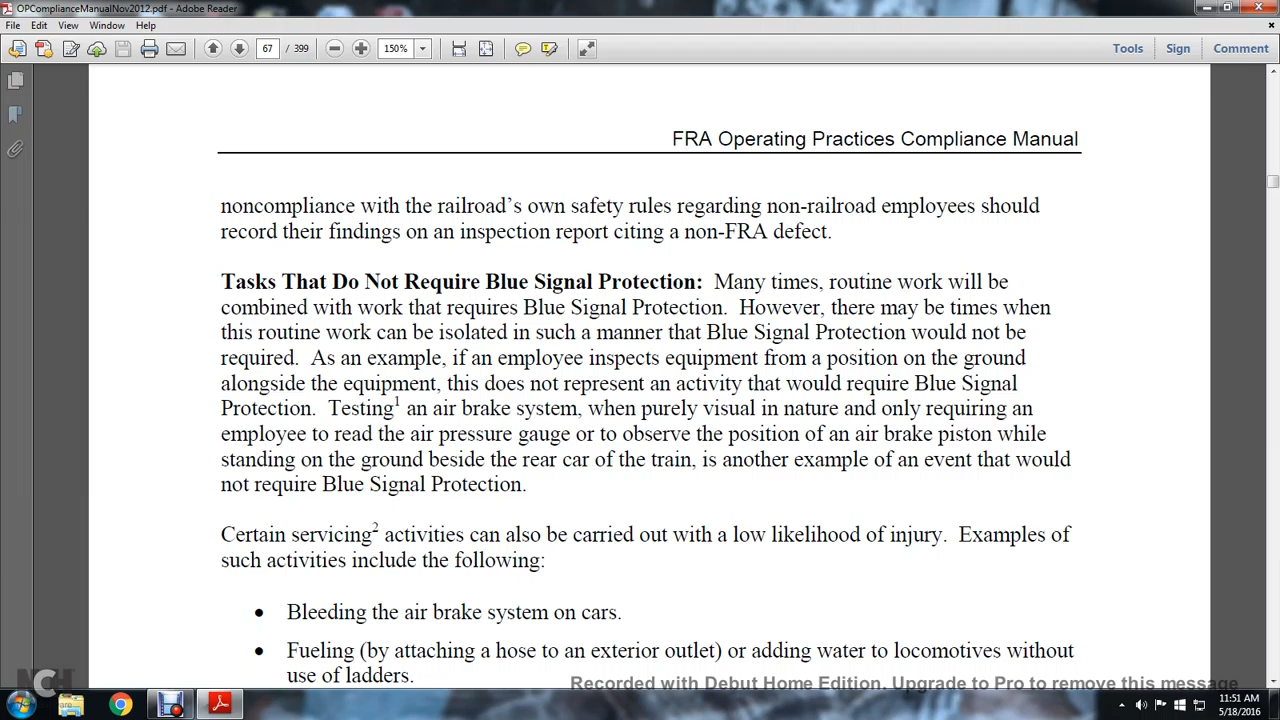 OPComplianceManualNov2012.pdf - Adobe Reader
File Edit View Window Help
67 / 399 150% Tools Sign Comment
FRA Operating Practices Compliance Manual
noncompliance with the railroad's own safety rules regarding non-railroad employees should
record their findings on an inspection report citing a non-FRA defect.
Tasks That Do Not Require Blue Signal Protection: Many times, routine work will be
combined with work that requires Blue Signal Protection. However, there may be times when
this routine work can be isolated in such a manner that Blue Signal Protection would not be
required. As an example, if an employee inspects equipment from a position on the ground
alongside the equipment, this does not represent an activity that would require Blue Signal
Protection. Testing1 an air brake system, when purely visual in nature and only requiring an
employee to read the air pressure gauge or to observe the position of an air brake piston while
standing on the ground beside the rear car of the train, is another example of an event that would
not require Blue Signal Protection.
Certain servicing2 activities can also be carried out with a low likelihood of injury. Examples of
such activities include the following:
• Bleeding the air brake system on cars.
• Fueling (by attaching a hose to an exterior outlet) or adding water to locomotives without
use of ladders.
Recorded with Debut Home Edition. Upgrade to Pro to remove this message
NCH
11:51 AM
5/18/2016